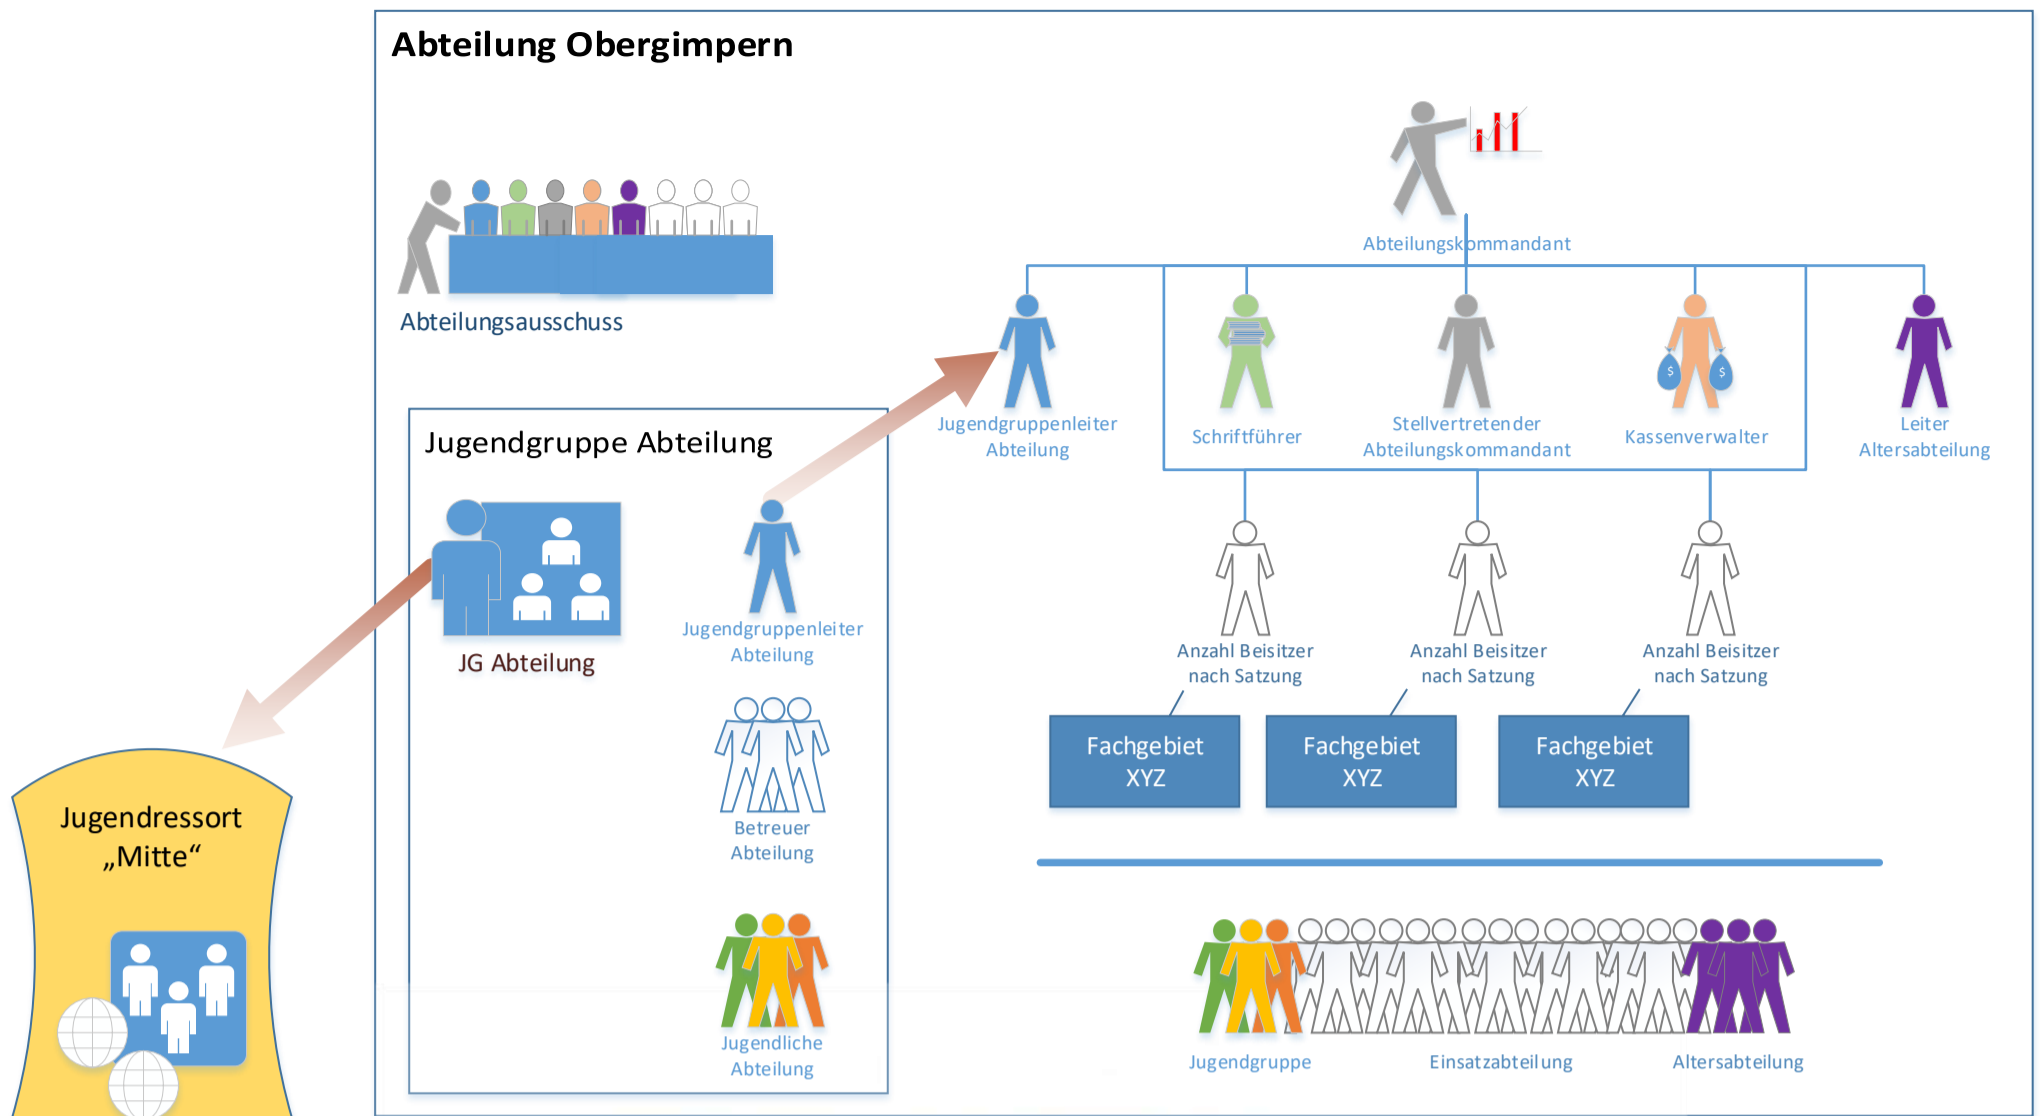 Abteilung Obergimpern
Abteilungskommandant
Abteilungsausschuss
Jugendgruppenleiter
Abteilung
Schriftführer
Stellvertretender
Abteilungskommandant
$
$
Kassenverwalter
Leiter
Altersabteilung
Jugendgruppe Abteilung
JG Abteilung
Jugendgruppenleiter
Abteilung
Betreuer
Abteilung
Jugendliche
Abteilung
Anzahl Beisitzer
nach Satzung
Anzahl Beisitzer
nach Satzung
Anzahl Beisitzer
nach Satzung
Fachgebiet
XYZ
Fachgebiet
XYZ
Fachgebiet
XYZ
Jugendressort
„Mitte“
Jugendgruppe
Einsatzabteilung
Altersabteilung